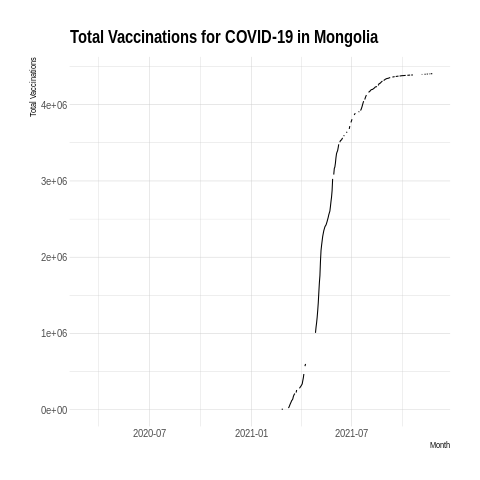 Total Vaccinations for COVID-19 in Mongolia
Total Vaccinations
4e+06
3e+06
2e+06
1e+06
0e+00
2020-07 2021-01 2021-07
Month